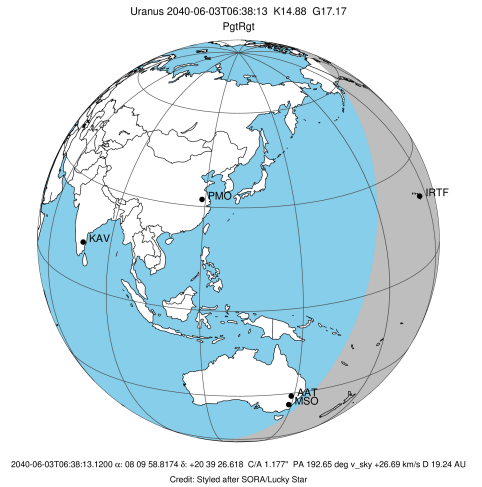 Uranus 2040-06-03T06:38:13 K14.88 G17.17
PgtRgt
IRTF
PMO
KAV
AAT
MSO
2040-06-03T06:38:13.1200 α: 08 09 58.8174 δ: +20 39 26.618 C/A 1.177" PA 192.65 deg v_sky +26.69 km/s D 19.24 AU
Credit: Styled after SORA/Lucky Star